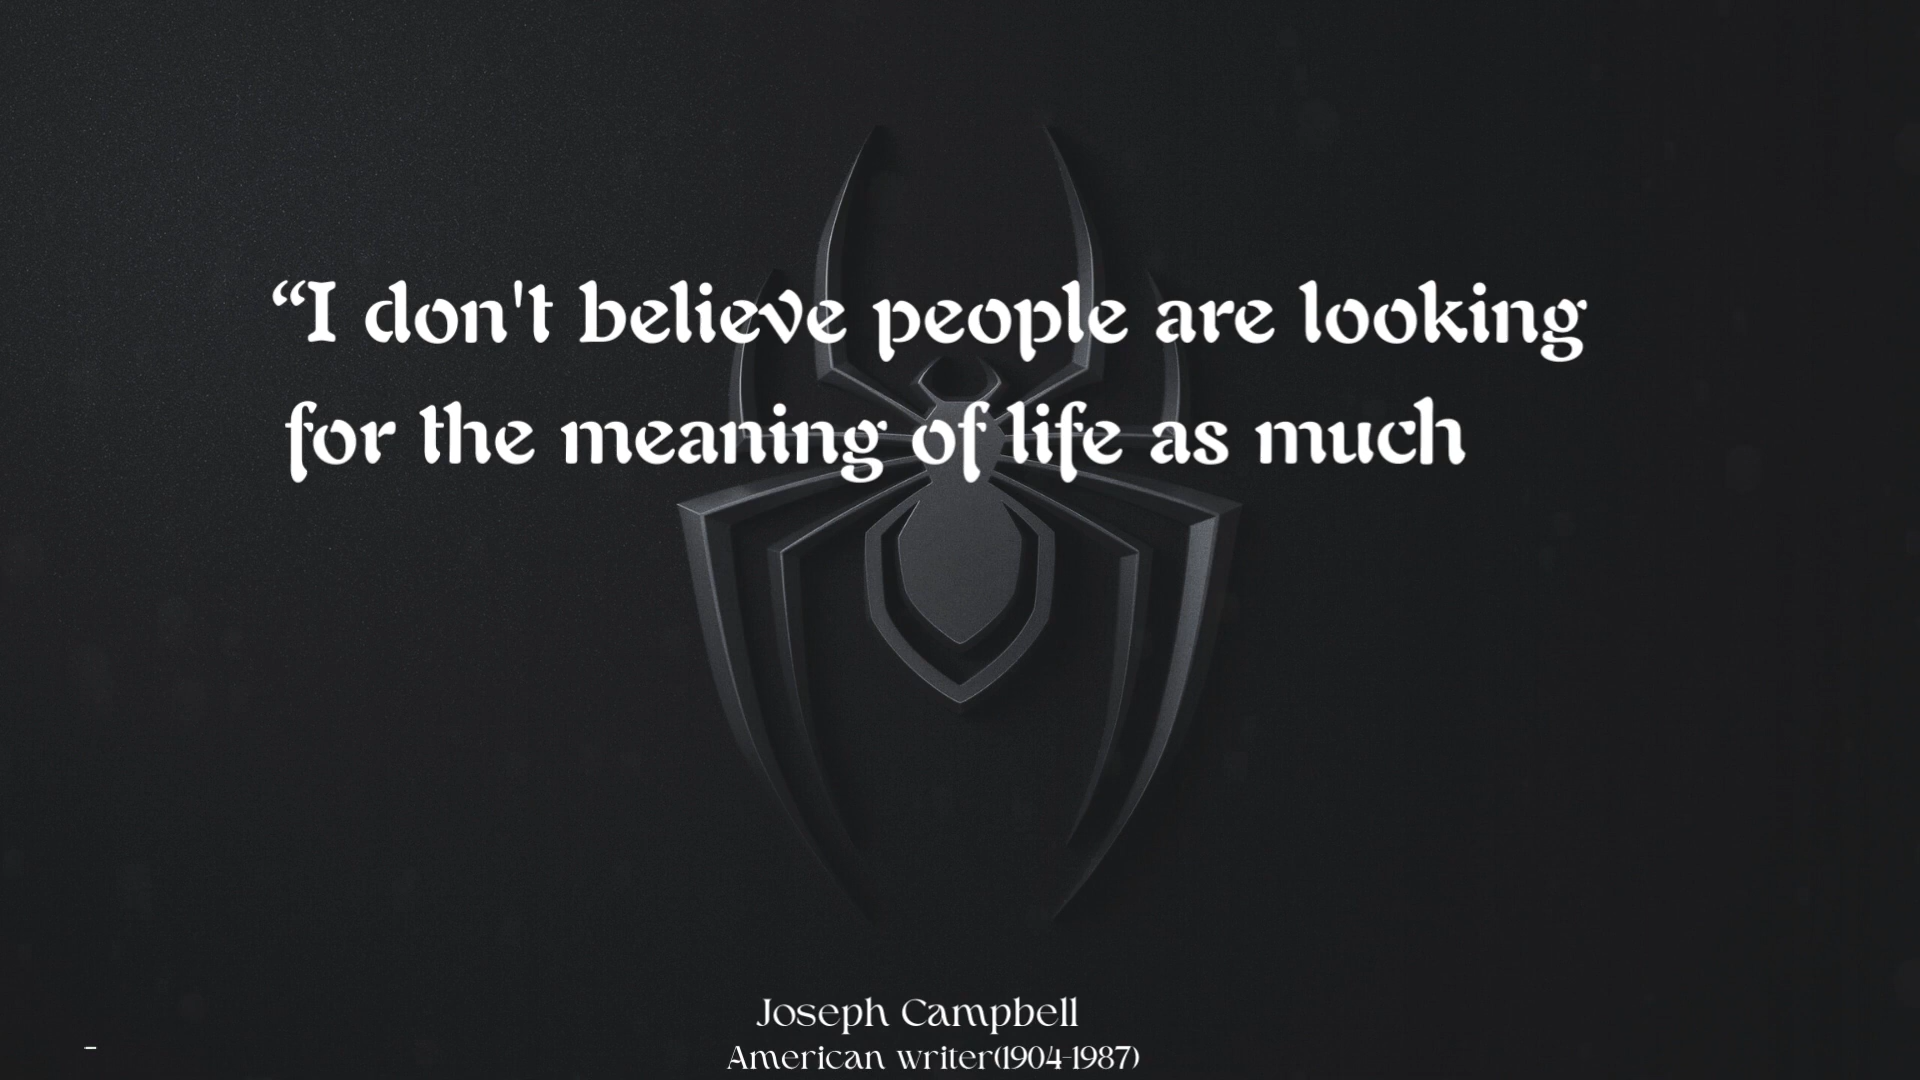 “I don't believe people are looking
for the meaning of life as much
Joseph Campbell
American writer(1904-1987)
-